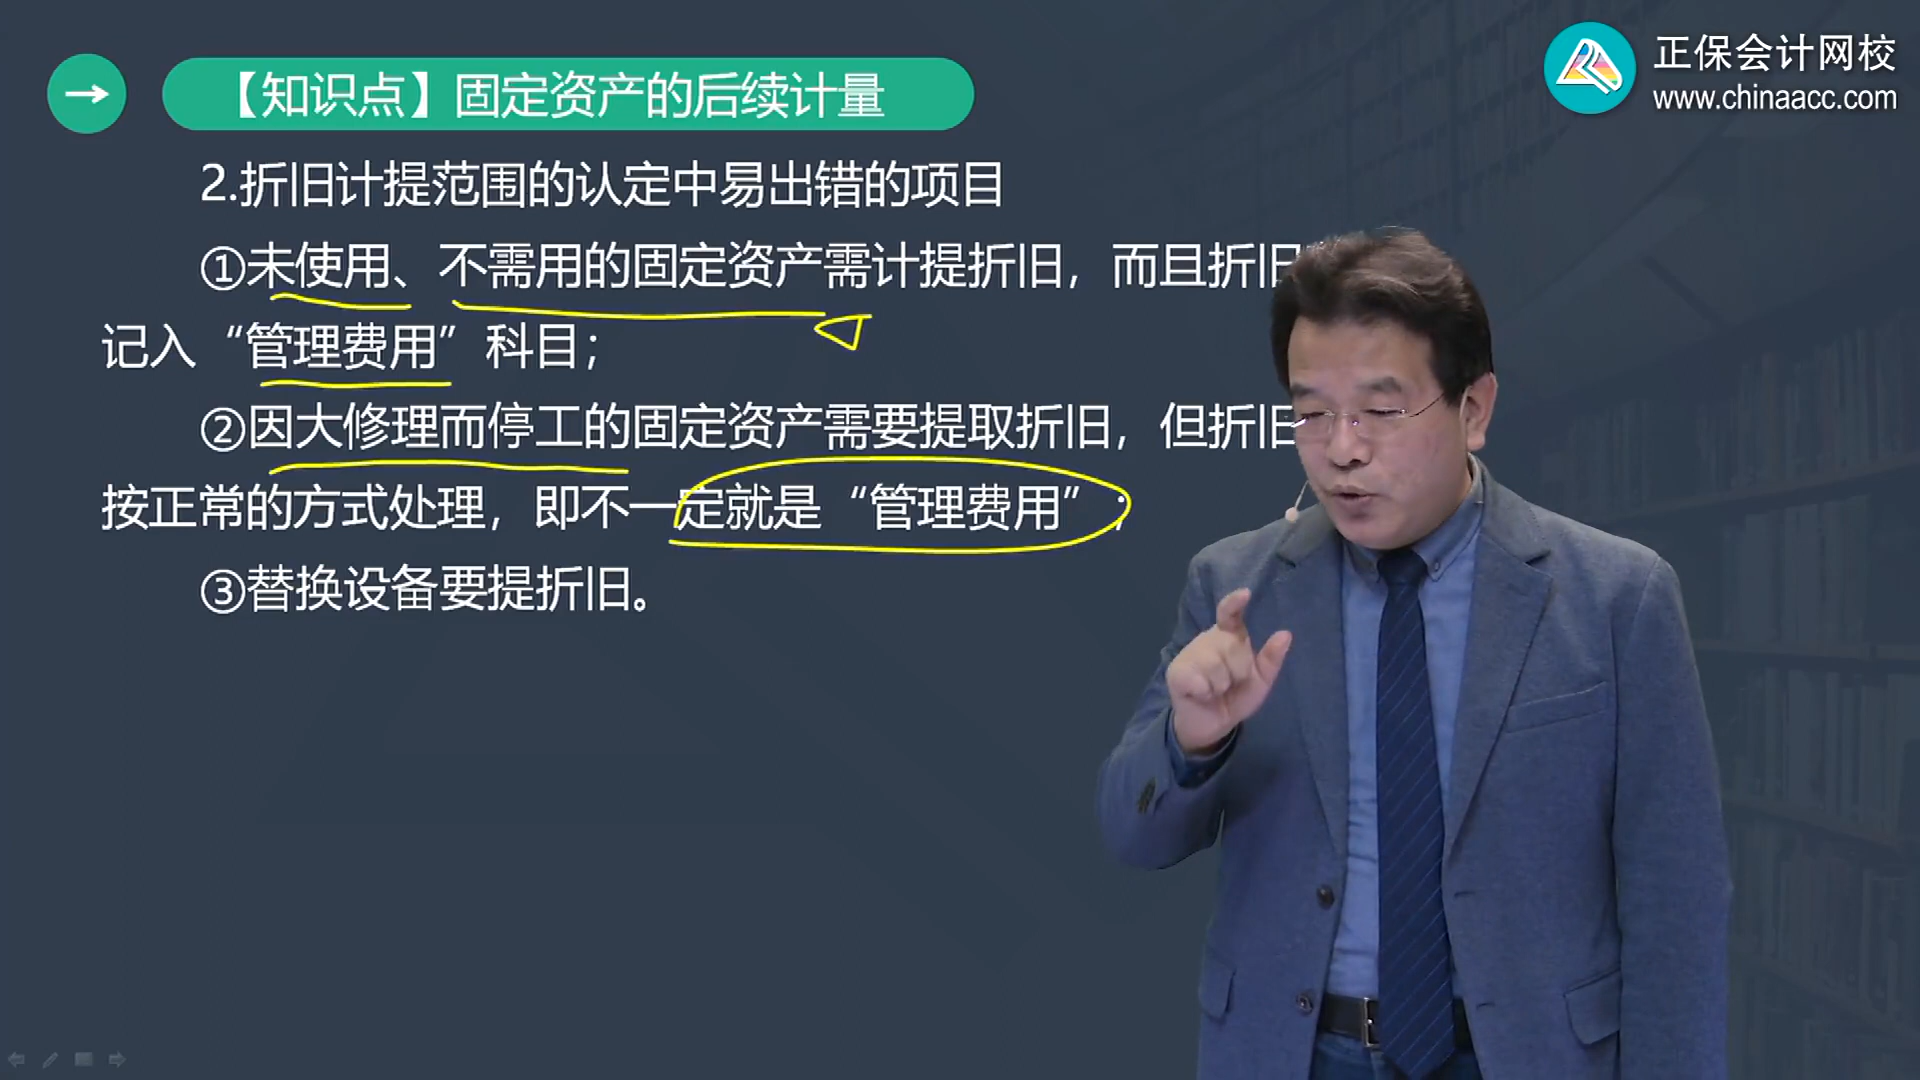 正保会计网校
www.chinaacc.com
【知识点】固定资产的后续计量
2.折旧计提范围的认定中易出错的项目
①未使用、不需用的固定资产需计提折旧，而且折旧
记入“管理费用”科目；
②因大修理而停工的固定资产需要提取折旧，但折旧
按正常的方式处理，即不一定就是“管理费用”；
③替换设备要提折旧。